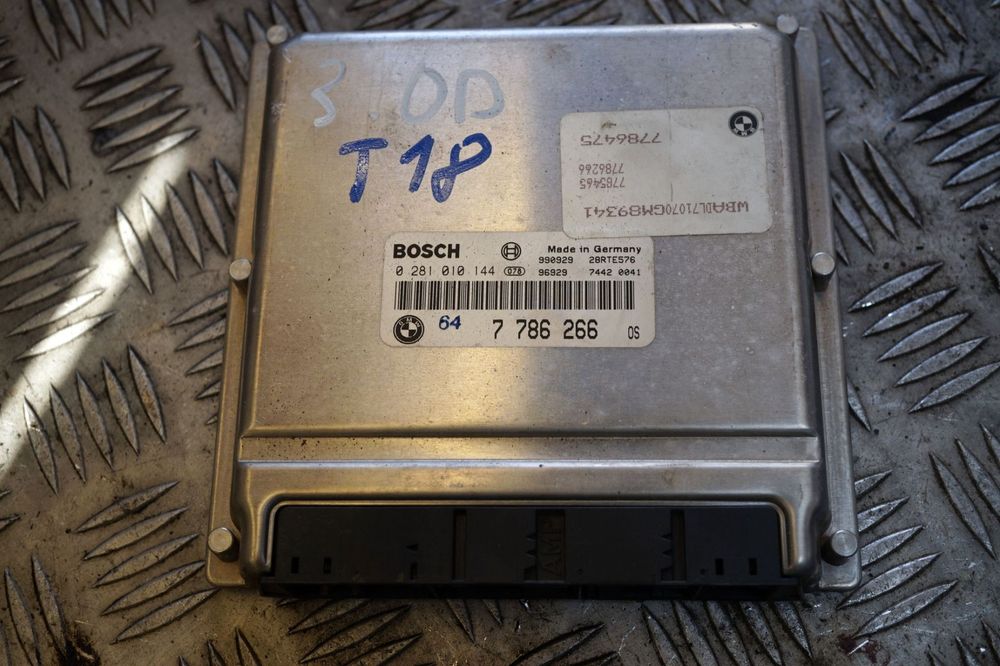 3.0D
T18
7786475
7786266
7785465
WBADL71070GM89341
BOSCH Made in Germany
990929 28RTE576
0 281 010 144 078 96929 7442 0041
BMW 64 7 786 266 OS
AMP